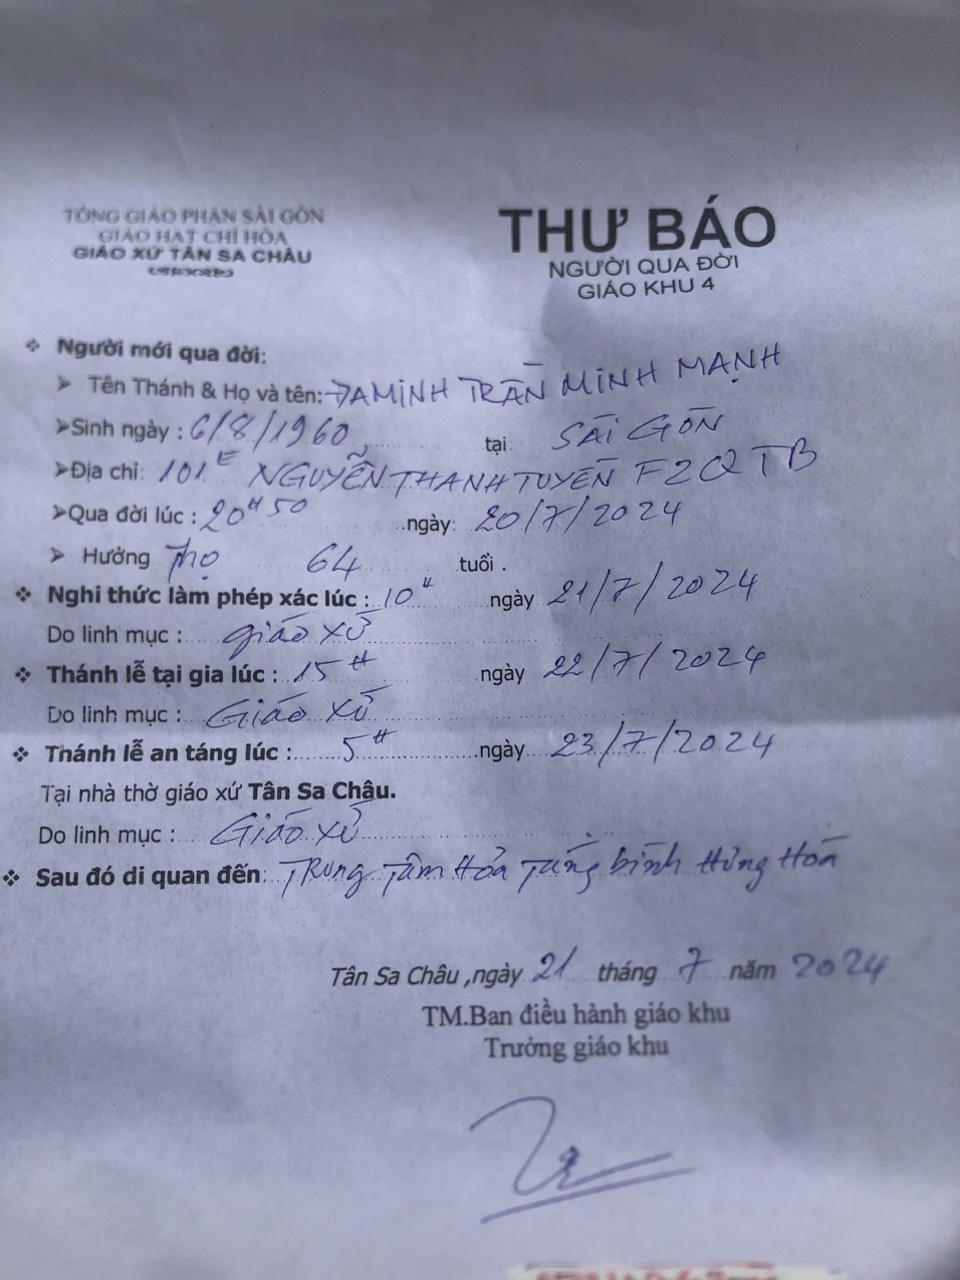 TỔNG GIÁO PHẬN SÀI GÒN
GIÁO HẠT CHÍ HÒA
GIÁO XỨ TÂN SA CHÂU
THƯ BÁO
NGƯỜI QUA ĐỜI
GIÁO KHU 4
❖ Người mới qua đời:
➢ Tên Thánh & Họ và tên: ĐAMINH TRẦN MINH MẠNH
➢Sinh ngày : 6/8/1960, tại SÀI GÒN
➢Địa chỉ: 101E NGUYỄN THANH TUYỀN F2 Q TB
➢Qua đời lúc : 20H50 ngày: 20/7/2024
➢ Hưởng Thọ 64 tuổi .
❖ Nghi thức làm phép xác lúc : 10H ngày 21/7/2024
Do linh mục : giáo xứ
❖ Thánh lễ tại gia lúc : 15H ngày 22/7/2024
Do linh mục : Giáo Xứ
❖ Thánh lễ an táng lúc : 5H ngày 23/7/2024
Tại nhà thờ giáo xứ Tân Sa Châu.
Do linh mục : Giáo xứ
❖ Sau đó di quan đến: TRUNG Tâm Hỏa Táng bình Hưng Hòa
Tân Sa Châu ,ngày 21 tháng 7 năm 2024
TM.Ban điều hành giáo khu
Trưởng giáo khu